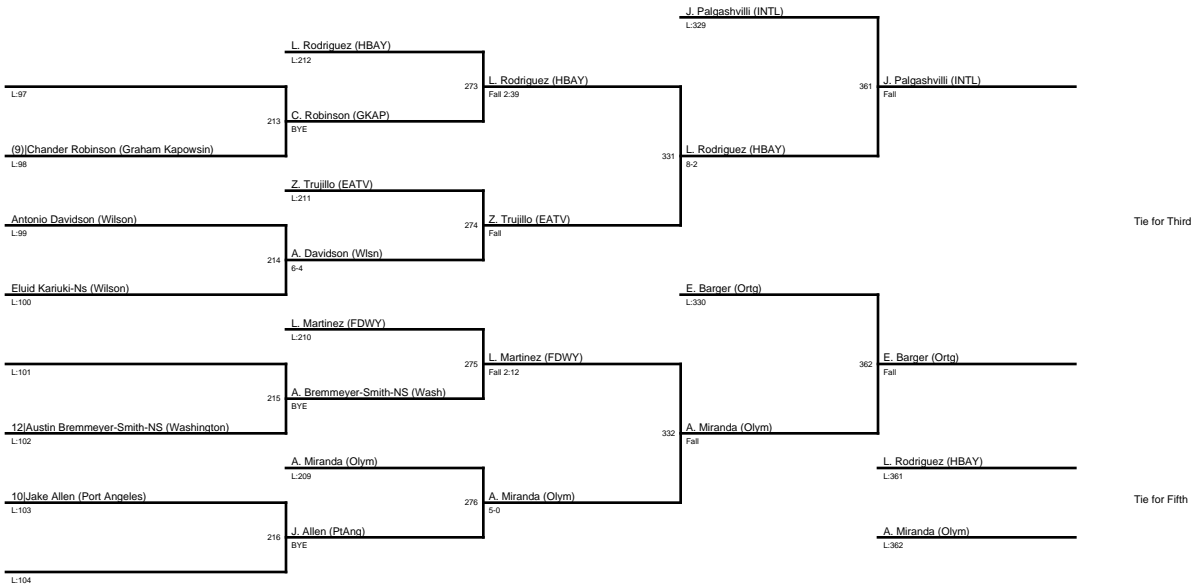 J. Palgashvilli (INTL)
L:329
L. Rodriguez (HBAY)
L:212
273
L. Rodriguez (HBAY)
Fall 2:39
361
J. Palgashvilli (INTL)
Fall
L:97
213
C. Robinson (GKAP)
BYE
(9)|Chander Robinson (Graham Kapowsin)
L:98
331
L. Rodriguez (HBAY)
8-2
Z. Trujillo (EATV)
L:211
Antonio Davidson (Wilson)
L:99
274
Z. Trujillo (EATV)
Fall
Tie for Third
214
A. Davidson (Wlsn)
6-4
Eluid Kariuki-Ns (Wilson)
L:100
E. Barger (Ortg)
L:330
L. Martinez (FDWY)
L:210
L:101
275
L. Martinez (FDWY)
Fall 2:12
362
E. Barger (Ortg)
Fall
215
A. Bremmeyer-Smith-NS (Wash)
BYE
12|Austin Bremmeyer-Smith-NS (Washington)
L:102
332
A. Miranda (Olym)
Fall
A. Miranda (Olym)
L:209
L. Rodriguez (HBAY)
L:361
10|Jake Allen (Port Angeles)
L:103
276
A. Miranda (Olym)
5-0
Tie for Fifth
216
J. Allen (PtAng)
BYE
A. Miranda (Olym)
L:362
L:104